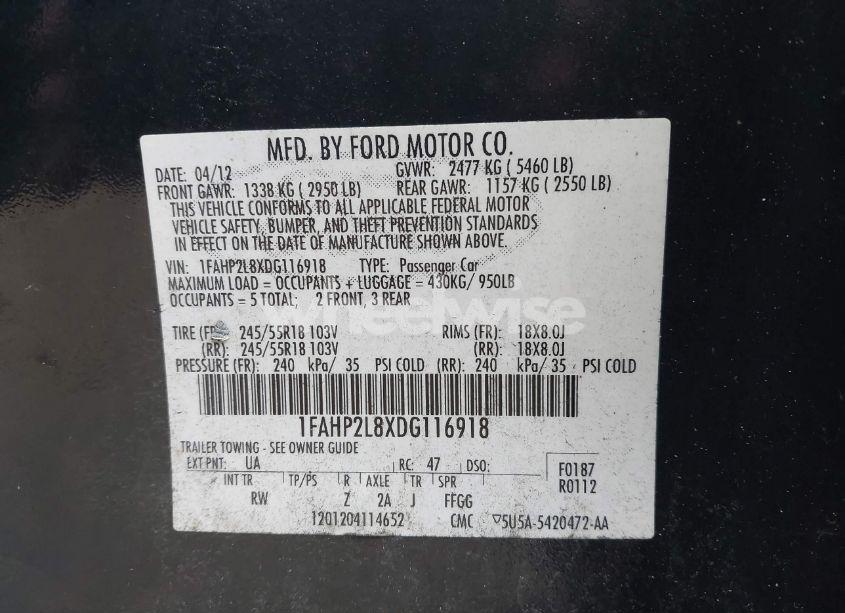 MFD. BY FORD MOTOR CO.
DATE: 04/12 GVWR: 2477 KG ( 5460 LB)
FRONT GAWR: 1338 KG ( 2950 LB) REAR GAWR: 1157 KG ( 2550 LB)
THIS VEHICLE CONFORMS TO ALL APPLICABLE FEDERAL MOTOR
VEHICLE SAFETY, BUMPER, AND THEFT PREVENTION STANDARDS
IN EFFECT ON THE DATE OF MANUFACTURE SHOWN ABOVE.
VIN: 1FAHP2L8XDG116918 TYPE: Passenger Car
MAXIMUM LOAD = OCCUPANTS + LUGGAGE = 430KG/ 950LB
OCCUPANTS = 5 TOTAL; 2 FRONT, 3 REAR
wheelwise
TIRE (FR): 245/55R18 103V RIMS (FR): 18X8.0J
(RR): 245/55R18 103V (RR): 18X8.0J
PRESSURE (FR): 240 kPa/ 35 PSI COLD (RR): 240 kPa/ 35 PSI COLD
1FAHP2L8XDG116918
TRAILER TOWING - SEE OWNER GUIDE
EXT PNT: UA RC: 47 DSO: F0187
INT TR TP/PS R AXLE TR SPR R0112
RW Z 2A J FFGG
1201204114652 CMC ▽5U5A-5420472-AA